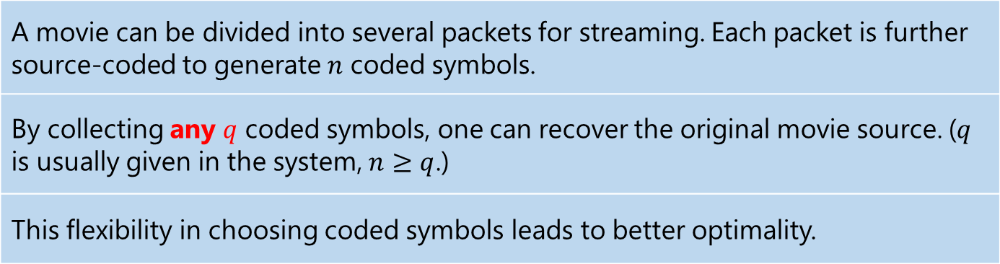 A movie can be divided into several packets for streaming. Each packet is further
source-coded to generate n coded symbols.
By collecting any q coded symbols, one can recover the original movie source. (q
is usually given in the system, n ≥ q.)
This flexibility in choosing coded symbols leads to better optimality.